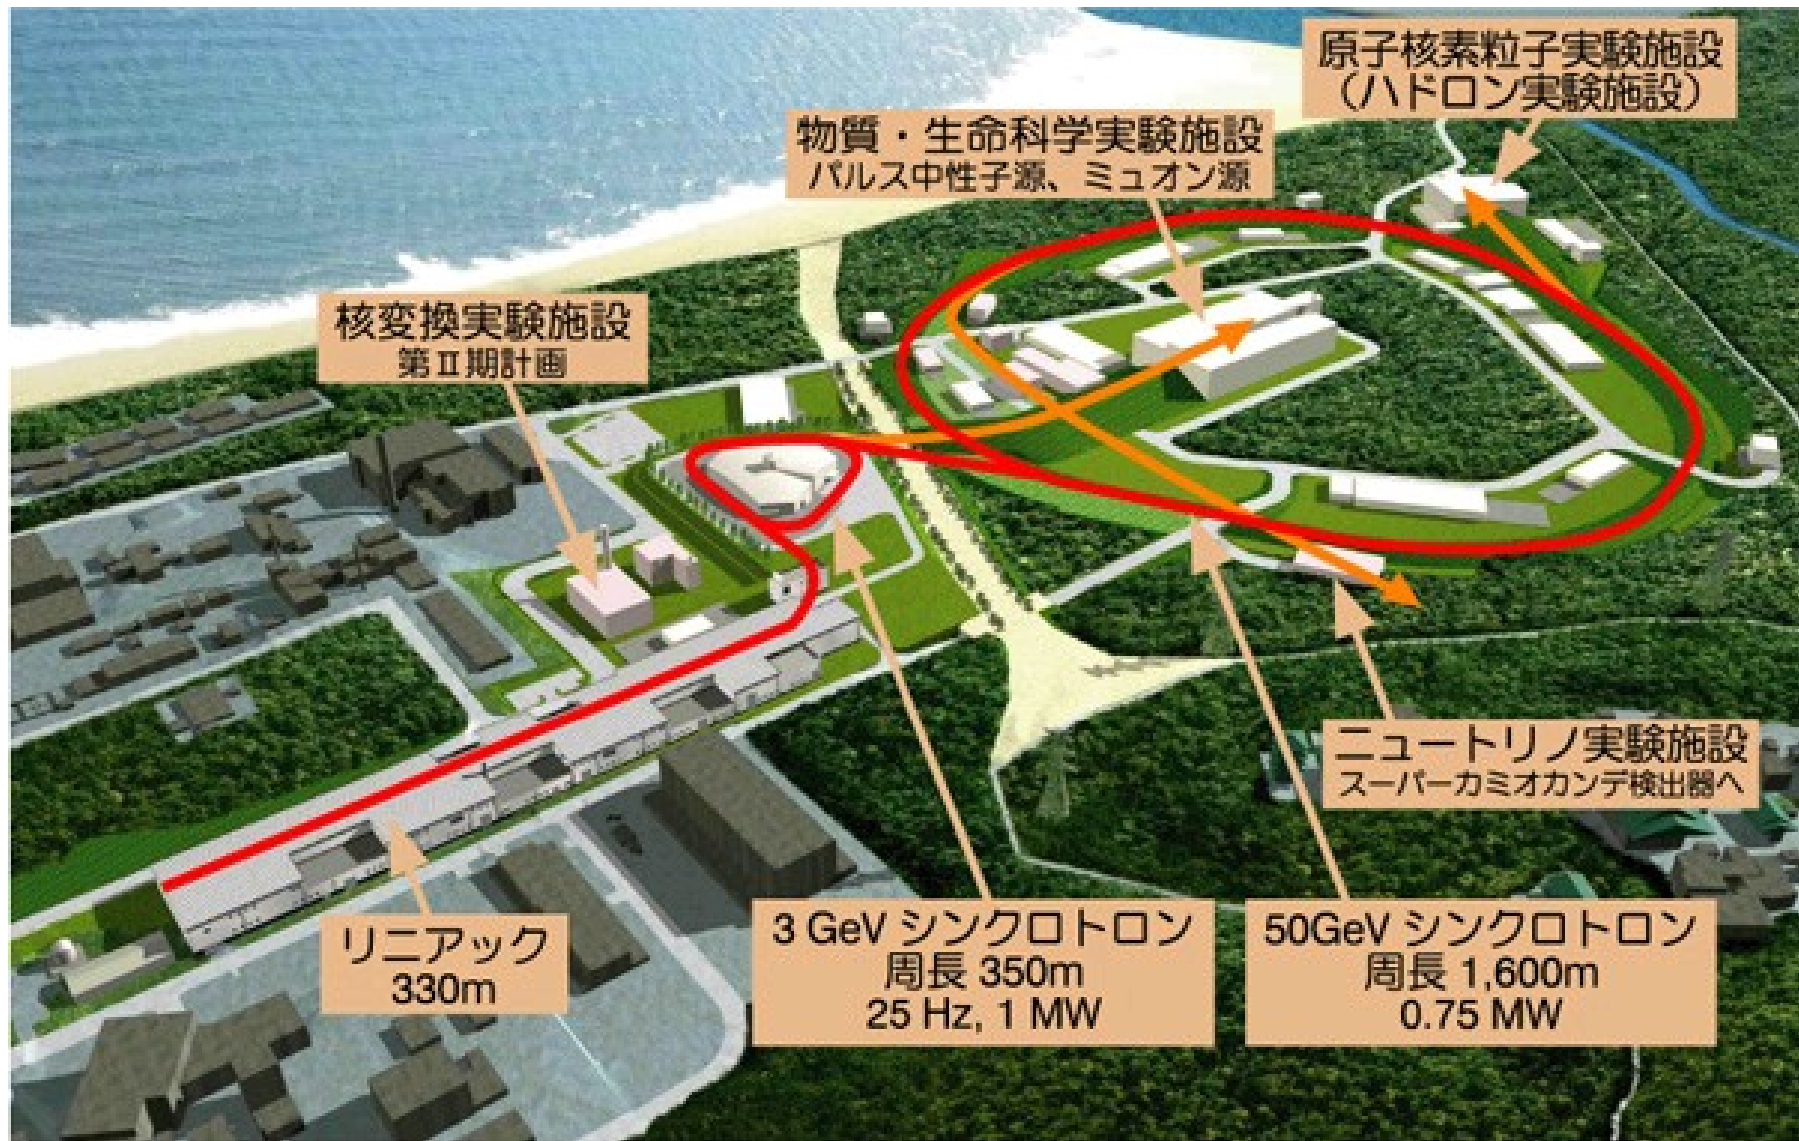 原子核素粒子実験施設
（ハドロン実験施設）
物質・生命科学実験施設
パルス中性子源、ミュオン源
核変換実験施設
第Ⅱ期計画
ニュートリノ実験施設
スーパーカミオカンデ検出器へ
リニアック
330m
3 GeV シンクロトロン
周長 350m
25 Hz, 1 MW
50GeV シンクロトロン
周長 1,600m
0.75 MW